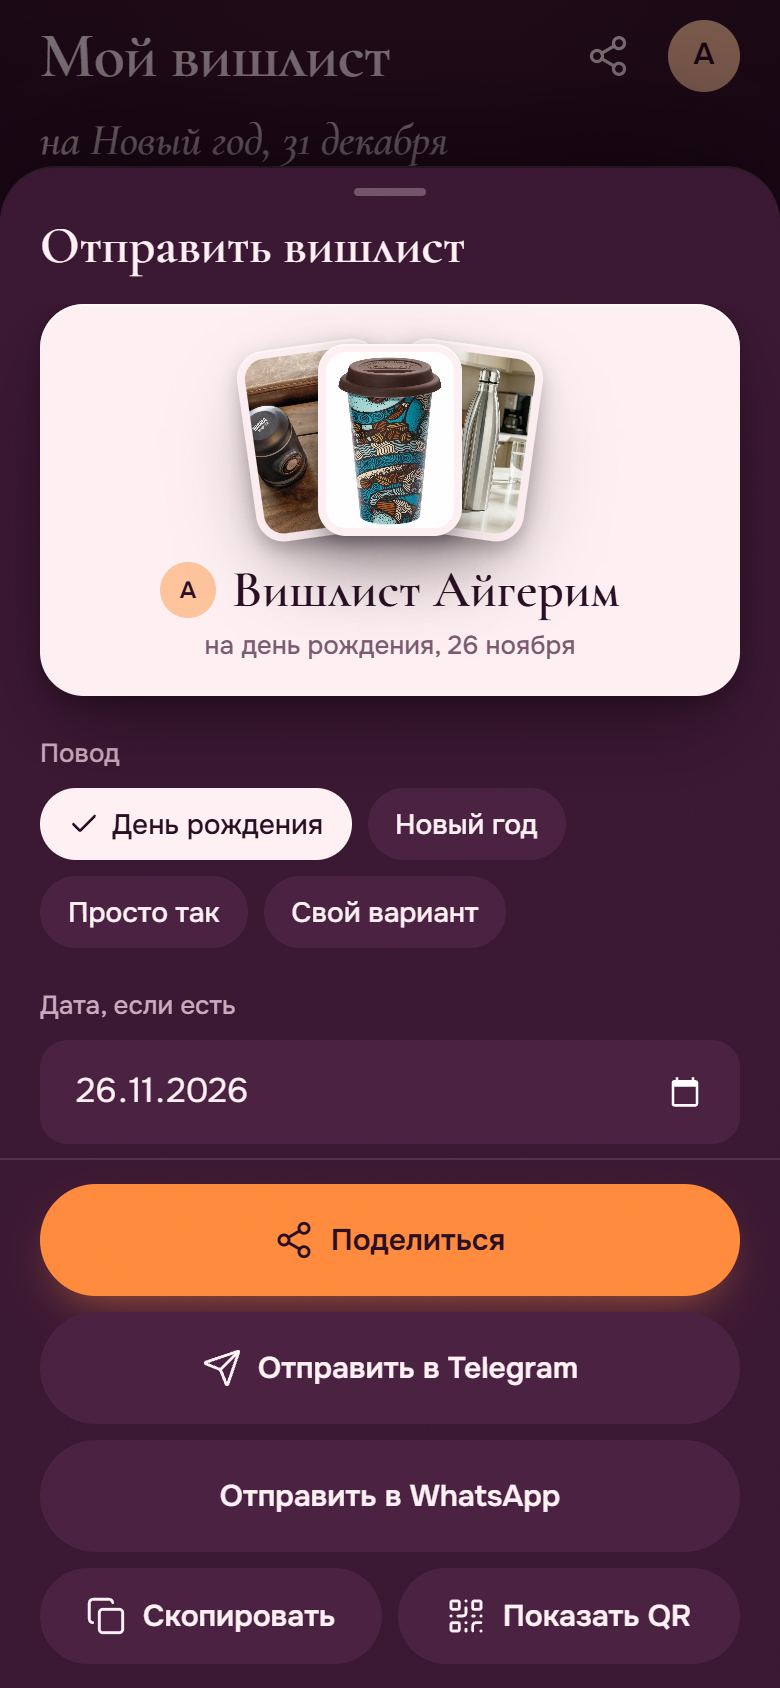 Мой вишлист
A
на Новый год, 31 декабря
Отправить вишлист
А Вишлист Айгерим
на день рождения, 26 ноября
Повод
День рождения
Новый год
Просто так
Свой вариант
Дата, если есть
26.11.2026
Поделиться
Отправить в Telegram
Отправить в WhatsApp
Скопировать
Показать QR